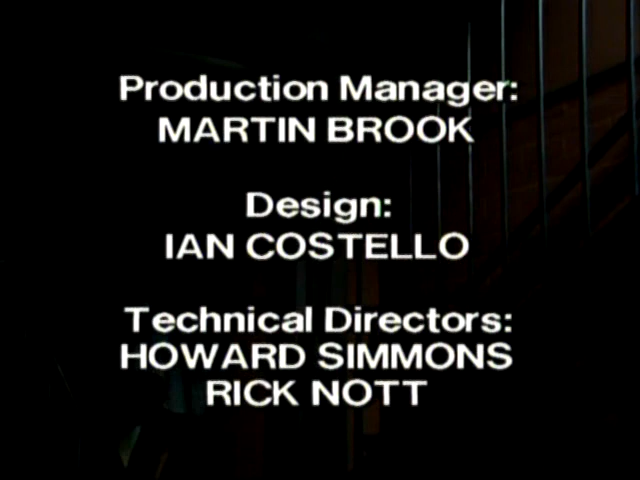 Production Manager:
MARTIN BROOK
Design:
IAN COSTELLO
Technical Directors:
HOWARD SIMMONS
RICK NOTT